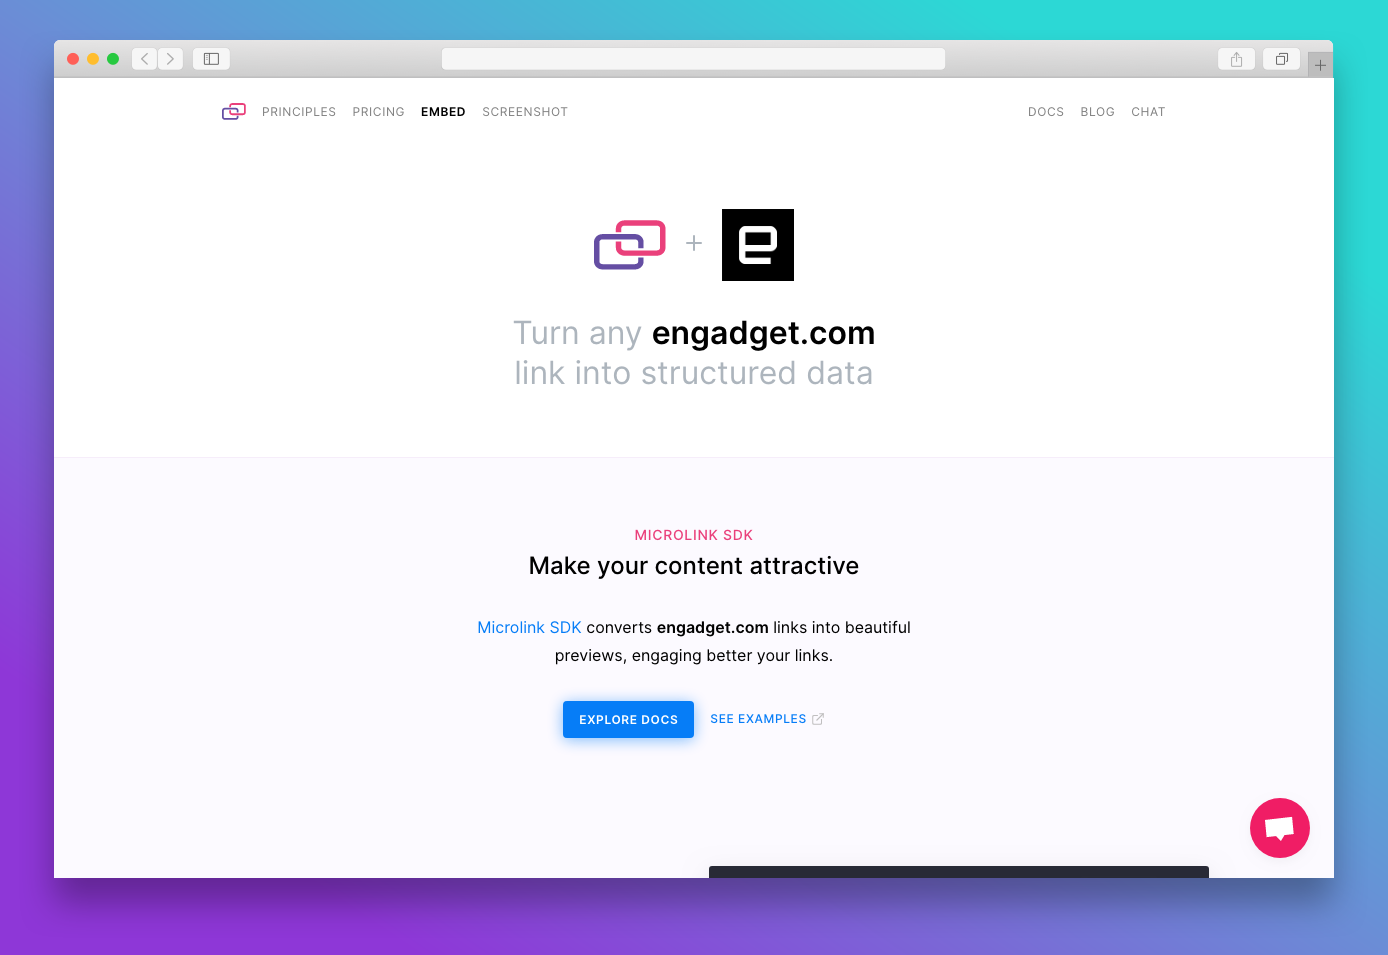 PRINCIPLES PRICING EMBED SCREENSHOT DOCS BLOG CHAT
Turn any engadget.com
link into structured data
MICROLINK SDK
Make your content attractive
Microlink SDK converts engadget.com links into beautiful
previews, engaging better your links.
EXPLORE DOCS SEE EXAMPLES